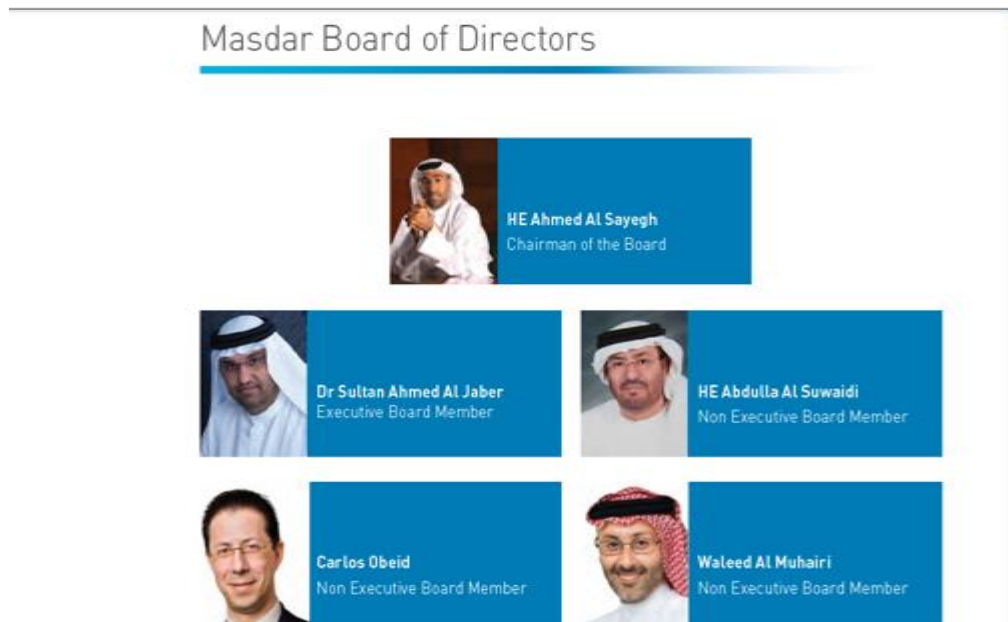 Masdar Board of Directors
HE Ahmed Al Sayegh
Chairman of the Board
Dr Sultan Ahmed Al Jaber
Executive Board Member
HE Abdulla Al Suwaidi
Non Executive Board Member
Carlos Obeid
Non Executive Board Member
Waleed Al Muhairi
Non Executive Board Member